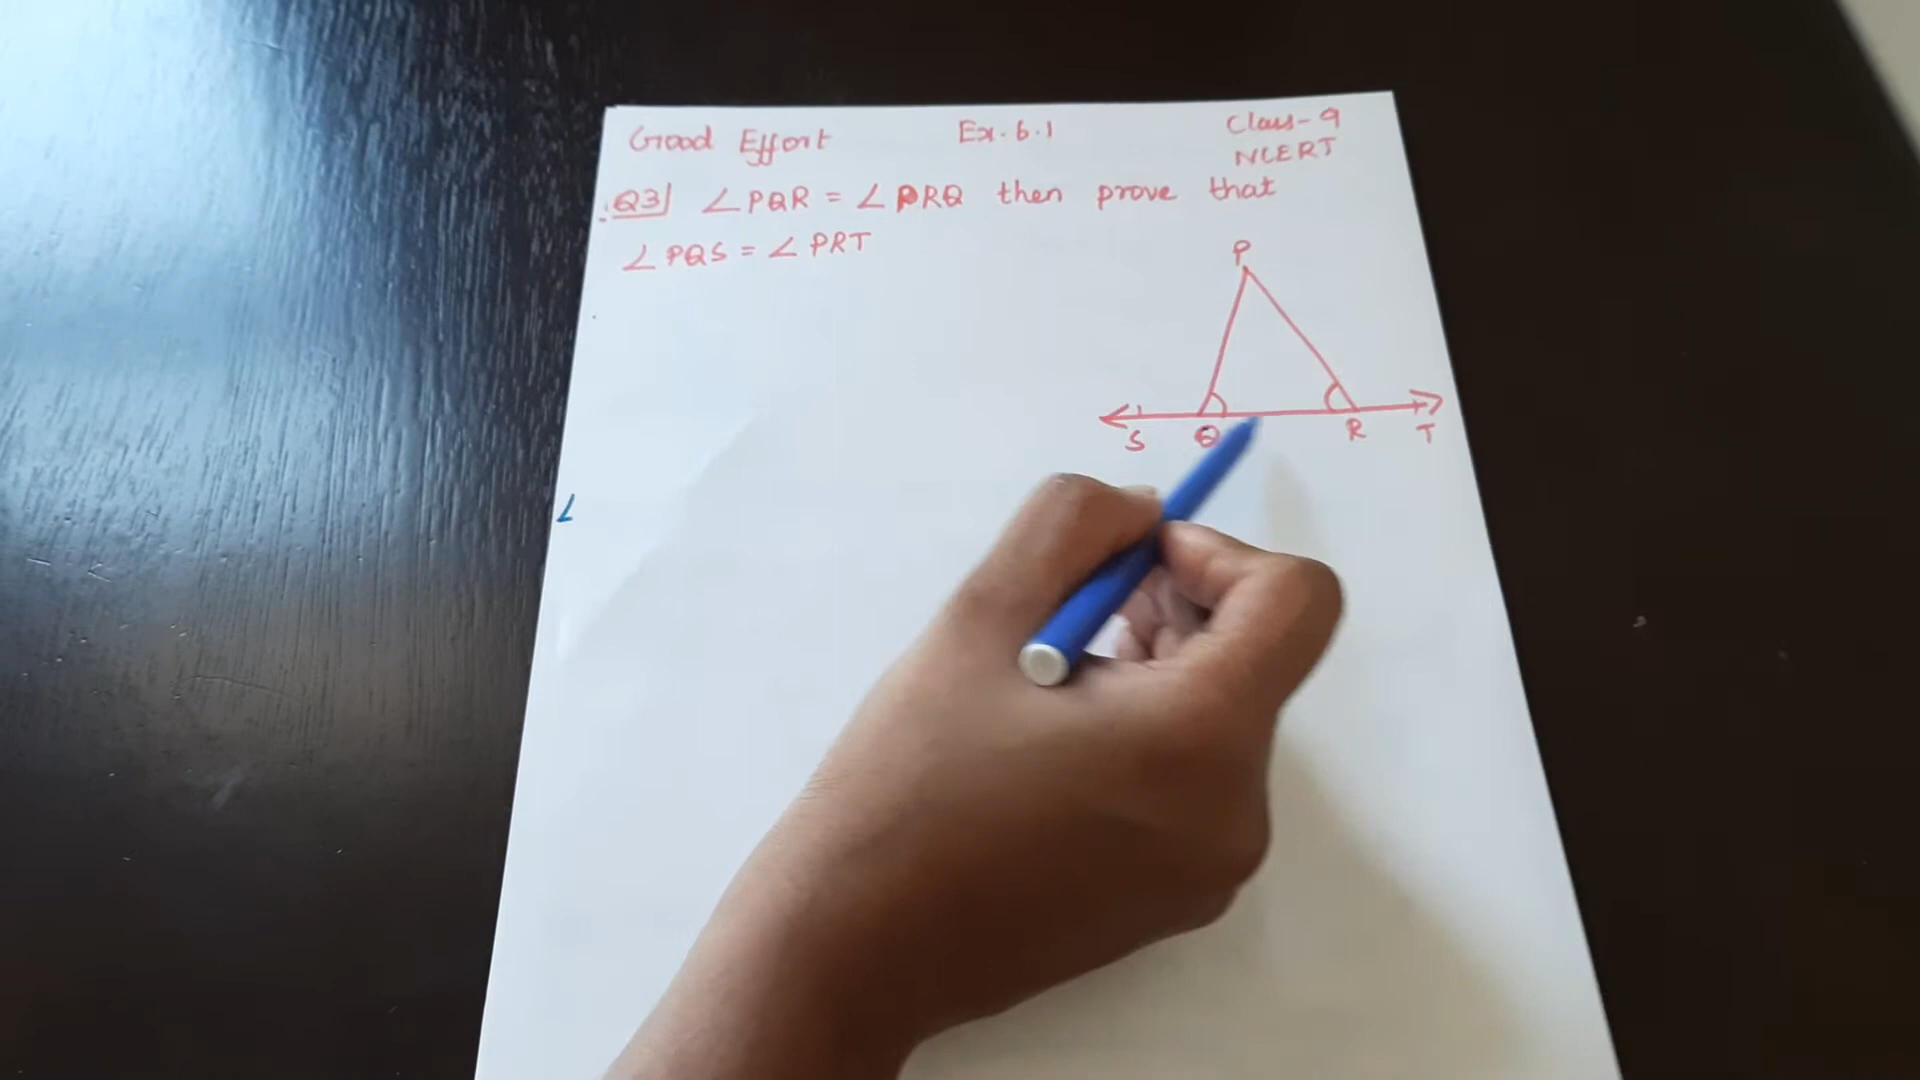 Good Effort Ex. 6.1 Class-9
NCERT
Q3) ∠PQR = ∠PRQ then prove that
∠PQS = ∠PRT
P
S Q R T
∠